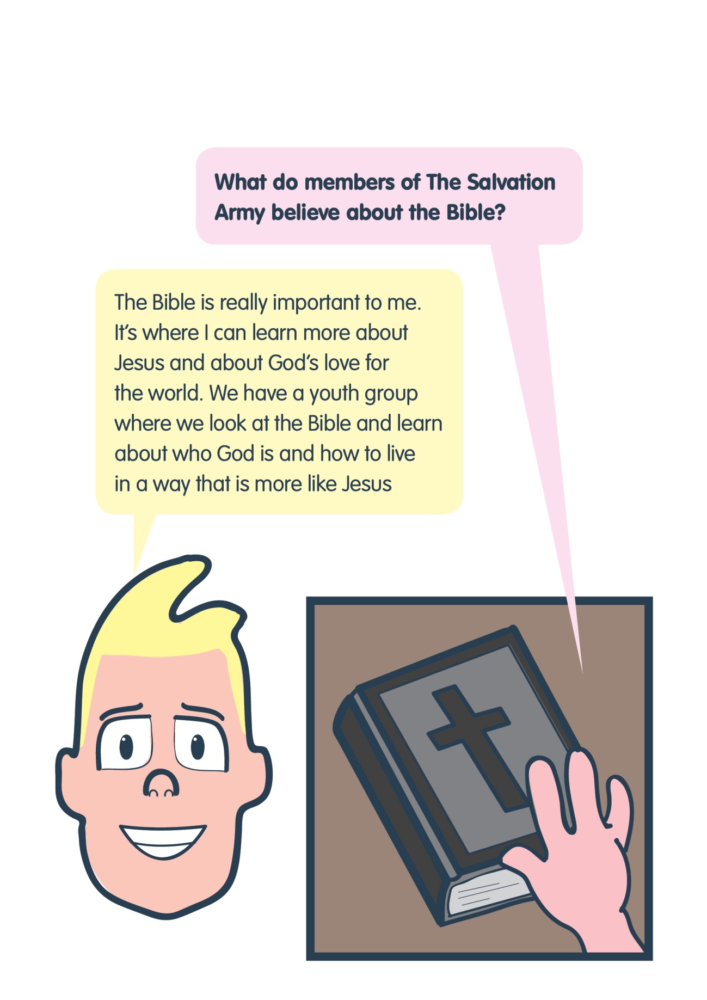 What do members of The Salvation
Army believe about the Bible?
The Bible is really important to me.
It’s where I can learn more about
Jesus and about God’s love for
the world. We have a youth group
where we look at the Bible and learn
about who God is and how to live
in a way that is more like Jesus